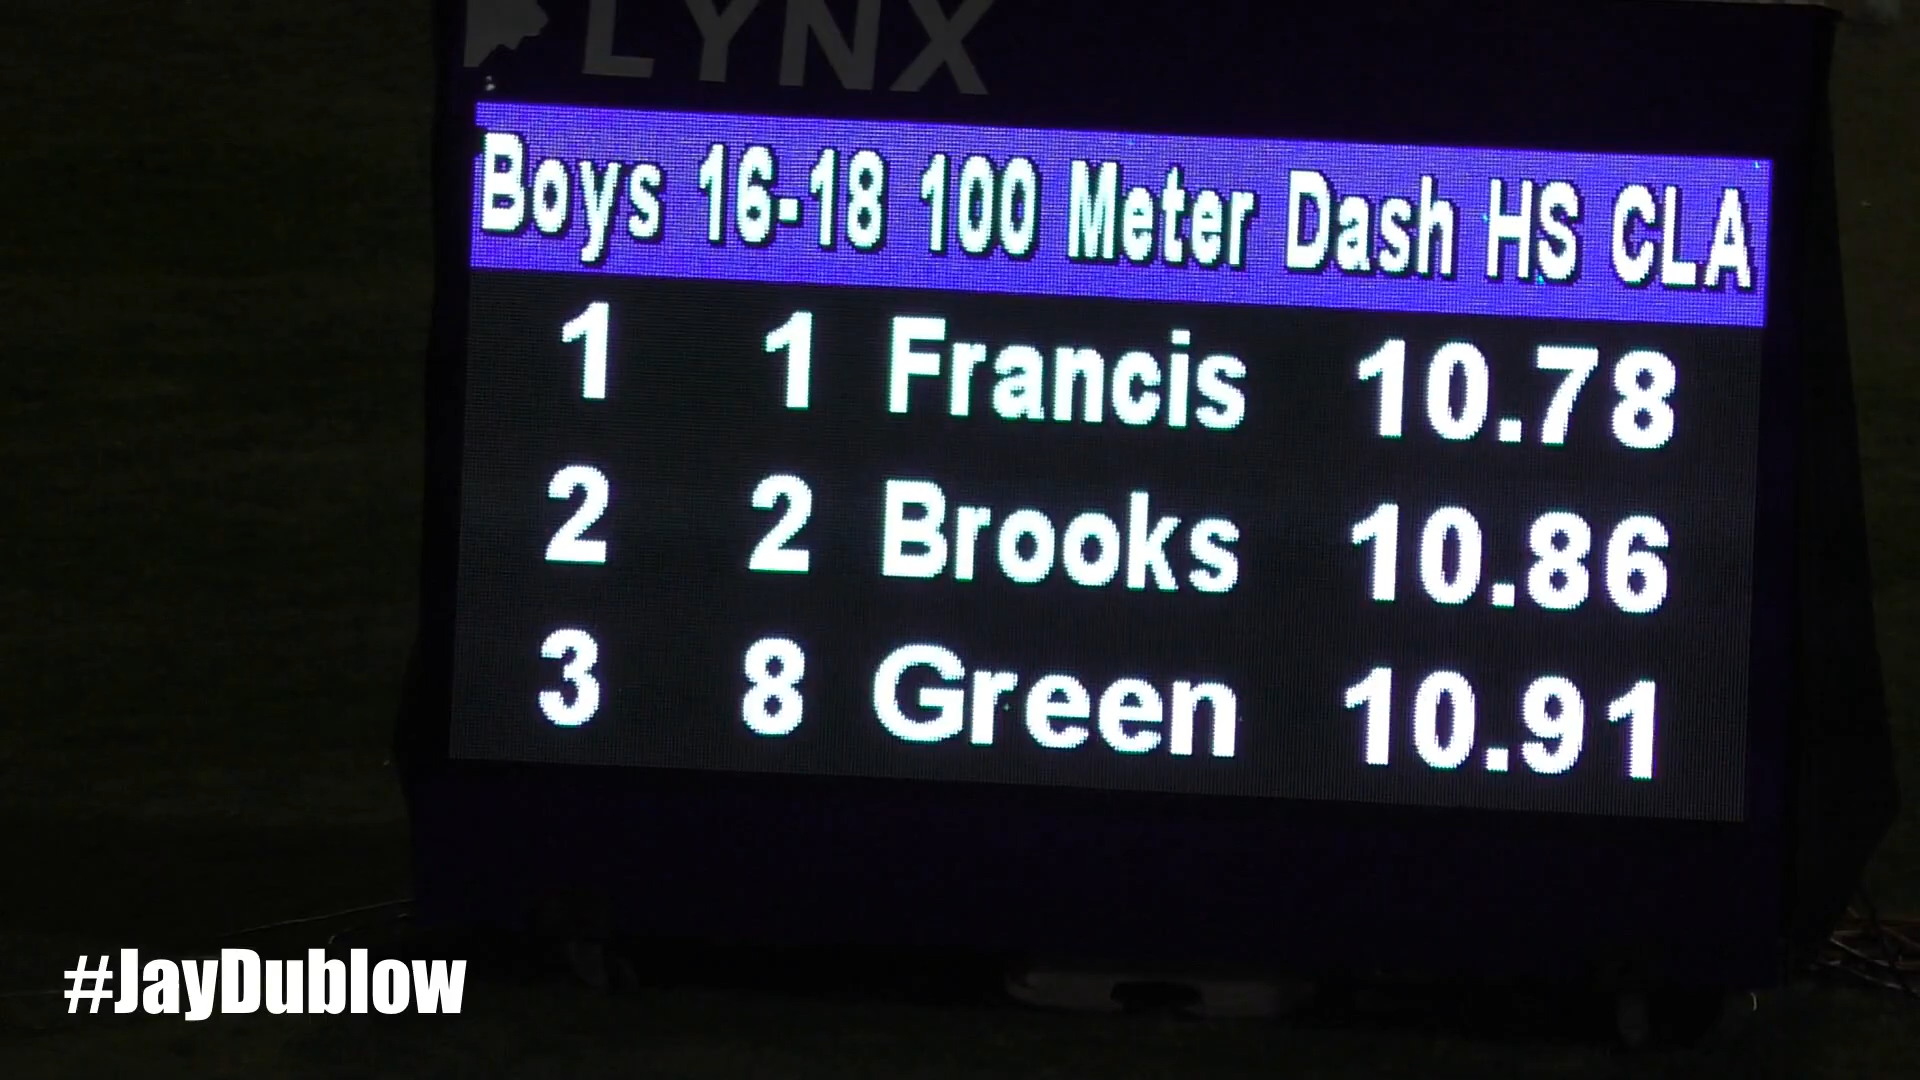 LYNX
Boys 16-18 100 Meter Dash HS CLA
1 1 Francis 10.78
2 2 Brooks 10.86
3 8 Green 10.91
#JayDublow